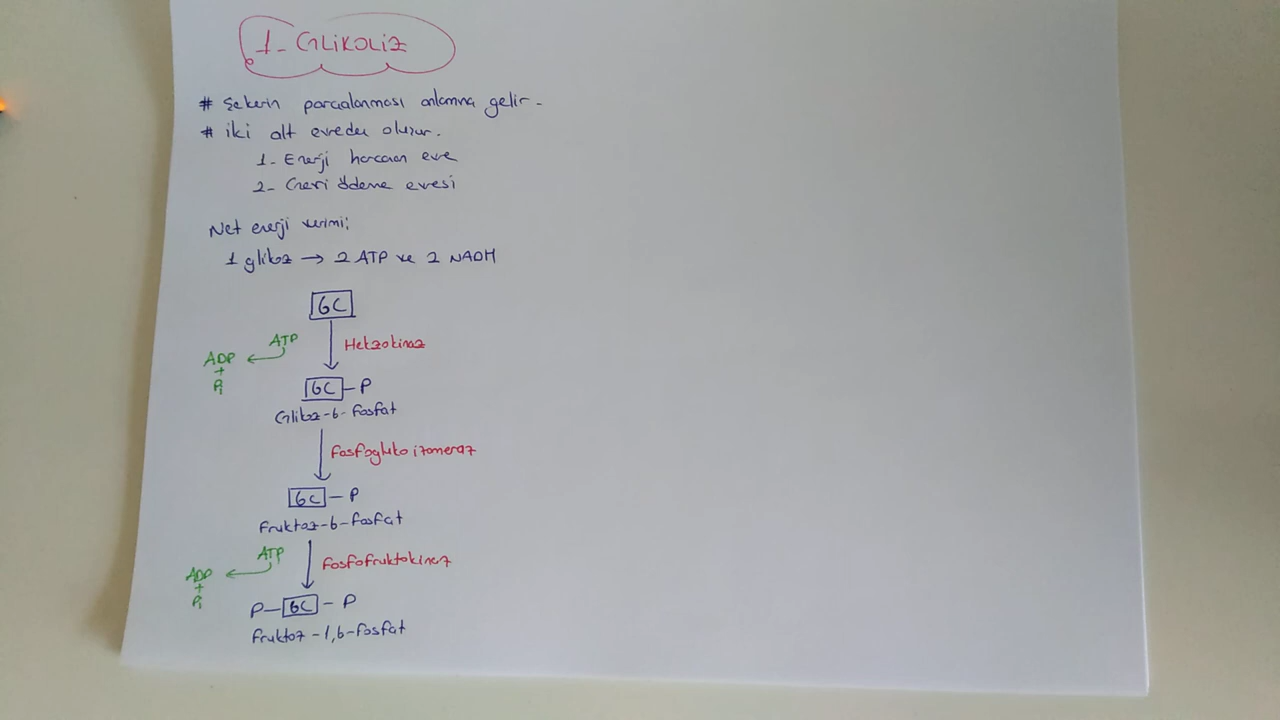 1- GLİKOLİZ
# Şekerin parçalanması anlamına gelir.
# İki alt evreden oluşur.
1- Enerji harcanan evre
2- Geri ödeme evresi
Net enerji verimi;
1 glikoz → 2 ATP ve 2 NADH
6C
ATP
Hekzokinaz
ADP
+
Pi
6C-P
Glikoz-6-fosfat
fosfogluko izomeraz
6C-P
Fruktoz-6-fosfat
ATP
fosfofruktokinaz
ADP
+
Pi
P-6C-P
fruktoz-1,6-fosfat